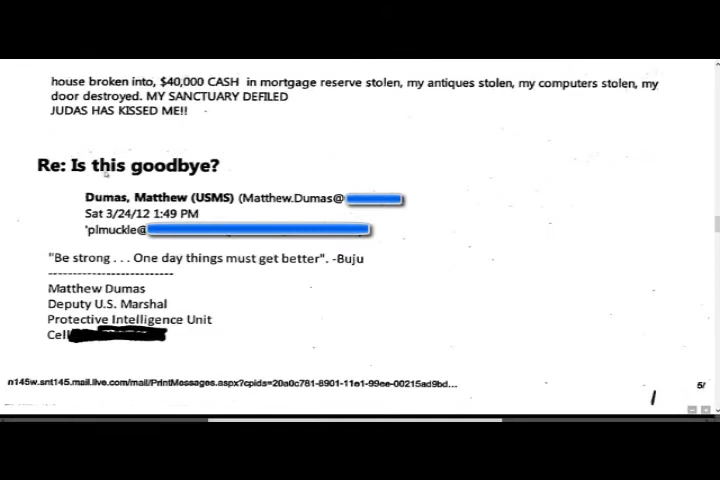 house broken into, $40,000 CASH in mortgage reserve stolen, my antiques stolen, my computers stolen, my
door destroyed. MY SANCTUARY DEFILED
JUDAS HAS KISSED ME!!
Re: Is this goodbye?
Dumas, Matthew (USMS) (Matthew.Dumas@
Sat 3/24/12 1:49 PM
'plmuckle@
"Be strong . . . One day things must get better". -Buju
---------------------------
Matthew Dumas
Deputy U.S. Marshal
Protective Intelligence Unit
Cell
n145w.snt145.mail.live.com/mail/PrintMessages.aspx?cpids=20a0c781-8901-11e1-99ee-00215ad9bd... 5/
1